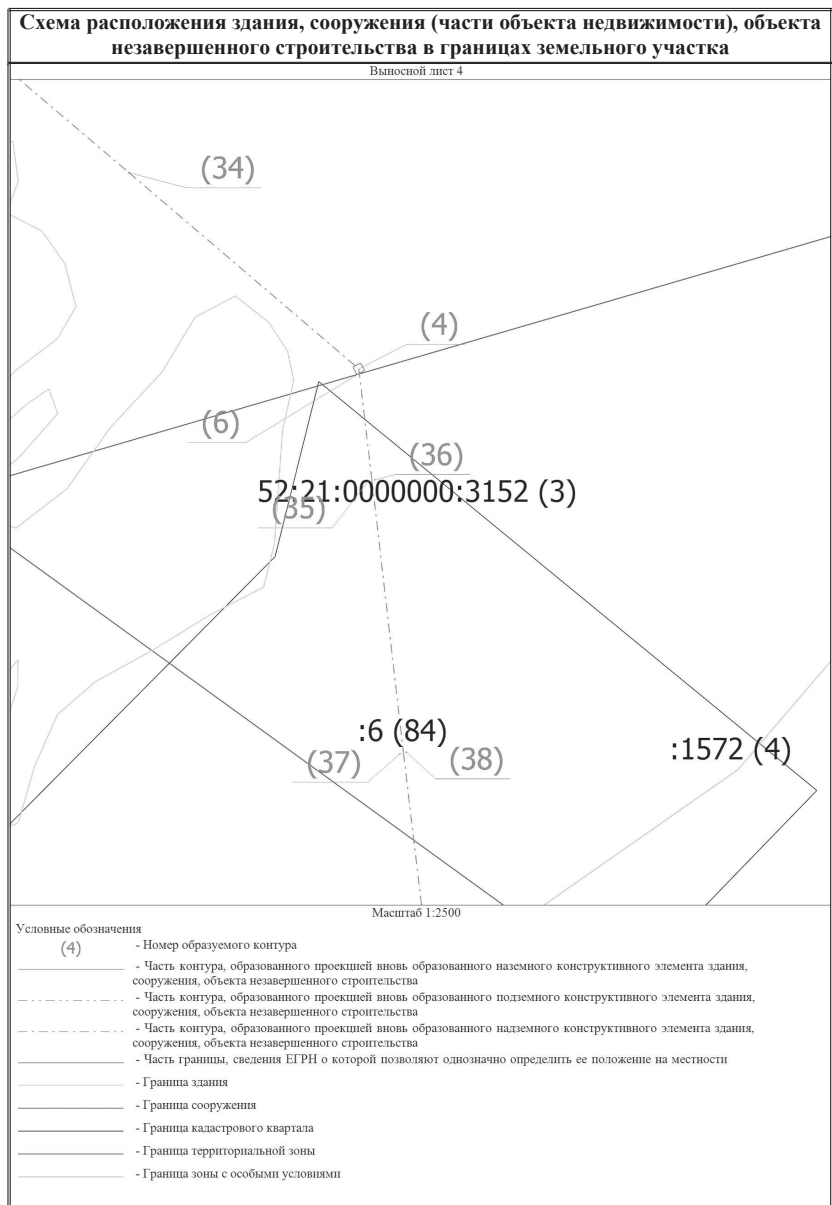 Схема расположения здания, сооружения (части объекта недвижимости), объекта
незавершенного строительства в границах земельного участка
Выносной лист 4
(34)
(4)
(6)
(36)
52:21:0000000:3152 (3)
(35)
:6 (84)
:1572 (4)
(37)
(38)
Масштаб 1:2500
Условные обозначения
(4)
- Номер образуемого контура
- Часть контура, образованного проекцией вновь образованного наземного конструктивного элемента здания,
сооружения, объекта незавершенного строительства
- Часть контура, образованного проекцией вновь образованного подземного конструктивного элемента здания,
сооружения, объекта незавершенного строительства
- Часть контура, образованного проекцией вновь образованного надземного конструктивного элемента здания,
сооружения, объекта незавершенного строительства
- Часть границы, сведения ЕГРН о которой позволяют однозначно определить ее положение на местности
- Граница здания
- Граница сооружения
- Граница кадастрового квартала
- Граница территориальной зоны
- Граница зоны с особыми условиями